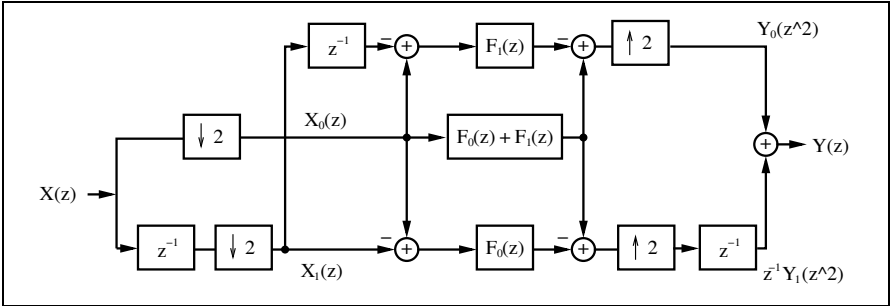 z⁻¹
−
+
F₁(z)
−
+
↑ 2
Y₀(z^2)
↓ 2
X₀(z)
F₀(z) + F₁(z)
+
Y(z)
X(z)
z⁻¹
↓ 2
X₁(z)
−
+
F₀(z)
−
+
↑ 2
z⁻¹
z⁻¹Y₁(z^2)